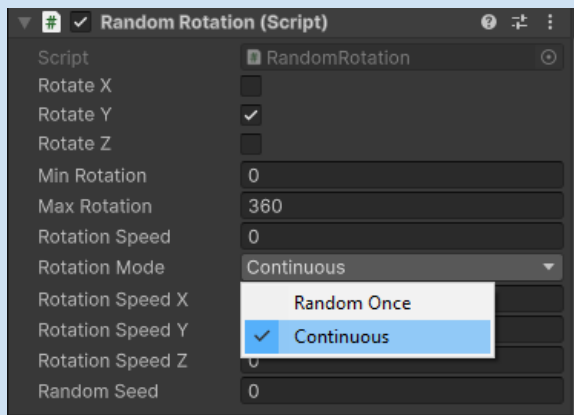 Random Rotation (Script)
Script RandomRotation
Rotate X
Rotate Y
Rotate Z
Min Rotation 0
Max Rotation 360
Rotation Speed 0
Rotation Mode Continuous
Rotation Speed X
Random Once
Rotation Speed Y
Continuous
Rotation Speed Z 0
Random Seed 0